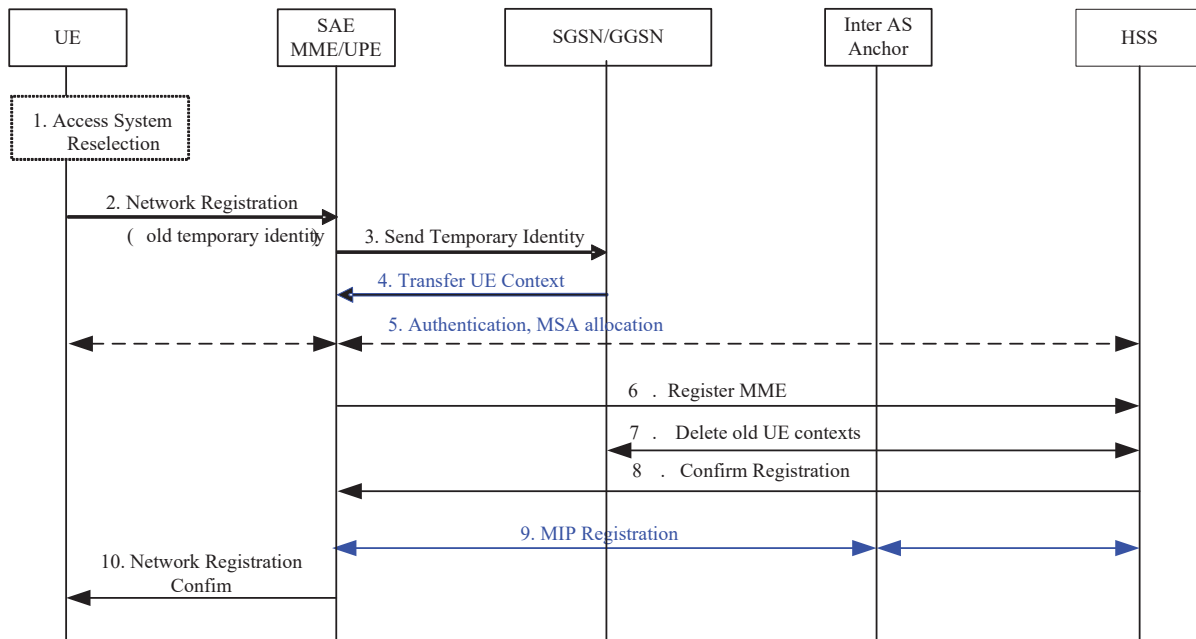 UE
SAE
MME/UPE
SGSN/GGSN
Inter AS
Anchor
HSS
1. Access System
Reselection
2. Network Registration
( old temporary identity)
3. Send Temporary Identity
4. Transfer UE Context
5. Authentication, MSA allocation
6 . Register MME
7 . Delete old UE contexts
8 . Confirm Registration
9. MIP Registration
10. Network Registration
Confim